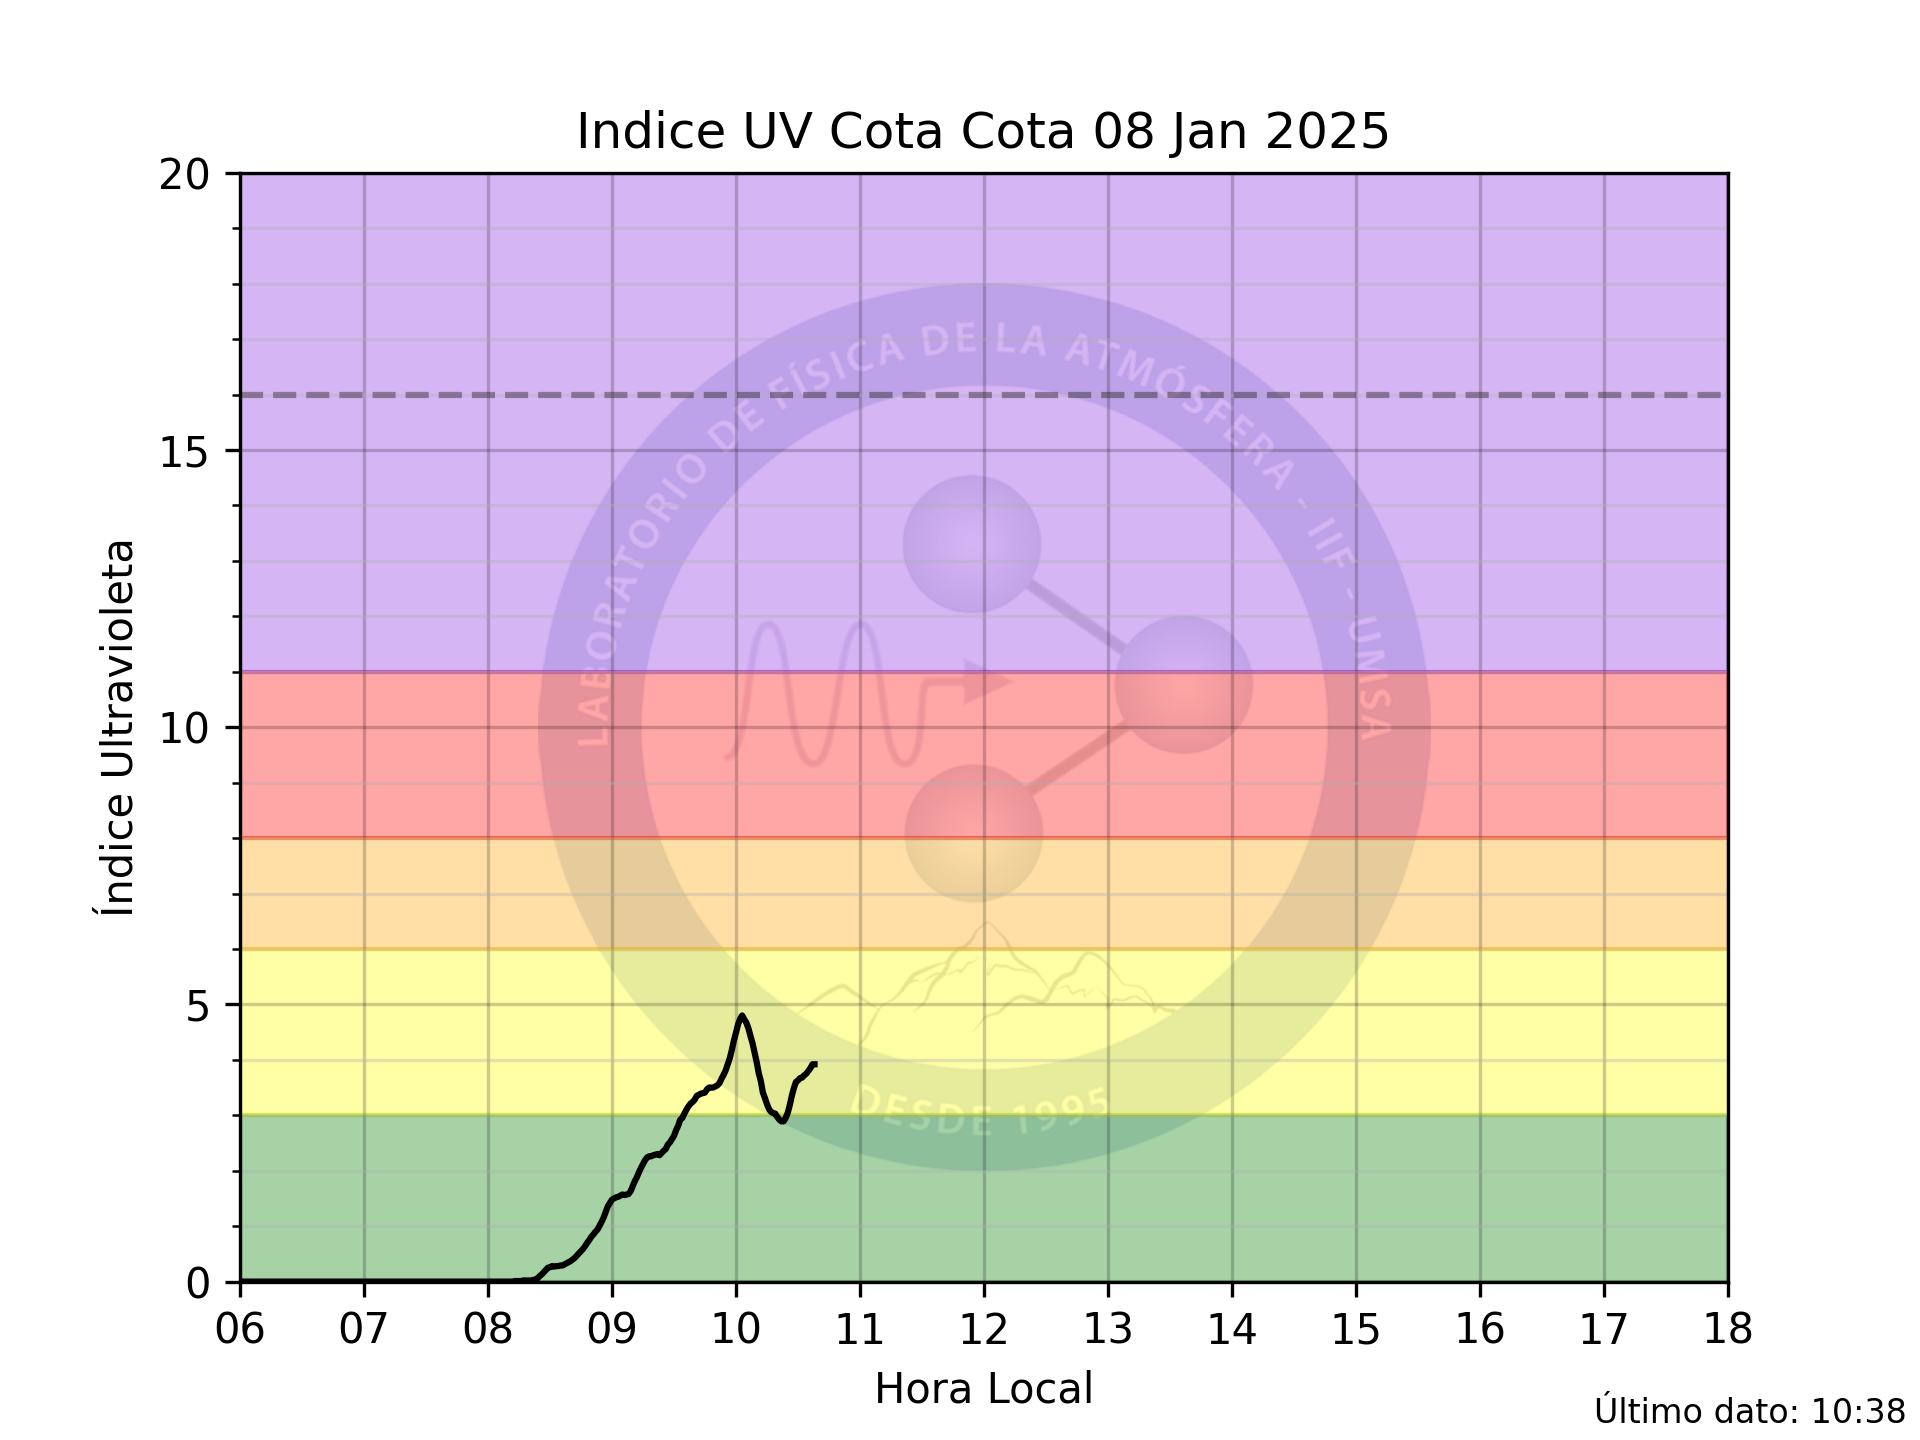 Indice UV Cota Cota 08 Jan 2025
20
15
10
5
0
Índice Ultravioleta
LABORATORIO DE FÍSICA DE LA ATMÓSFERA - IIF - UMSA
DESDE 1995
06 07 08 09 10 11 12 13 14 15 16 17 18
Hora Local
Último dato: 10:38